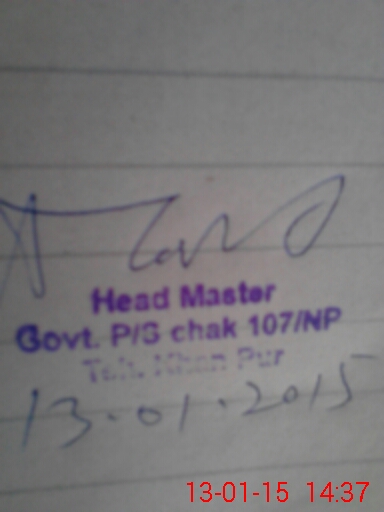 Head Master
Govt. P/S chak 107/NP
Teh. Khan Pur
13.01.2015
13-01-15 14:37